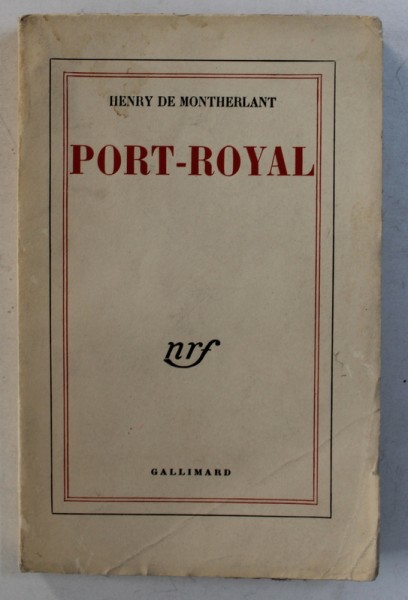 HENRY DE MONTHERLANT
PORT-ROYAL
nrf
GALLIMARD